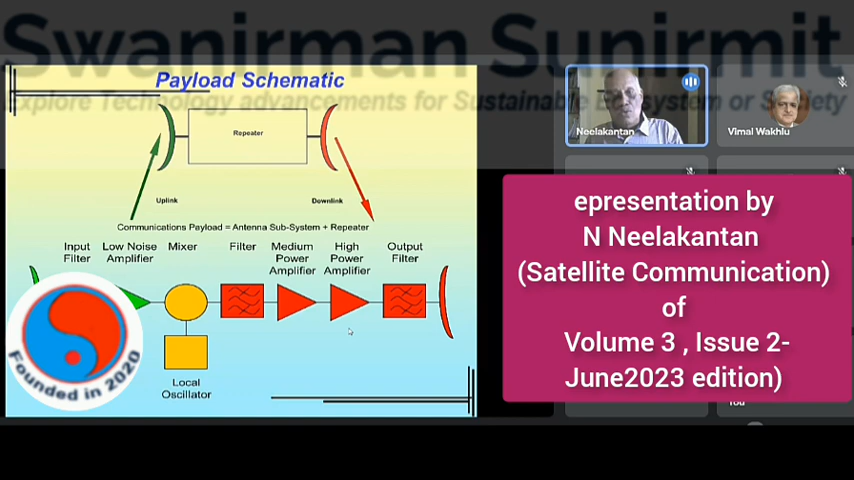 Swanirman Sunirmit
Explore Technology advancements for Sustainable Ecosystem or Society
Payload Schematic
Repeater
Uplink
Downlink
Communications Payload = Antenna Sub-System + Repeater
Input
Filter
Low Noise
Amplifier
Mixer
Filter
Medium
Power
Amplifier
High
Power
Amplifier
Output
Filter
Local
Oscillator
Founded in 2020
Neelakantan
Vimal Wakhlu
epresentation by
N Neelakantan
(Satellite Communication)
of
Volume 3 , Issue 2-
June2023 edition)
You